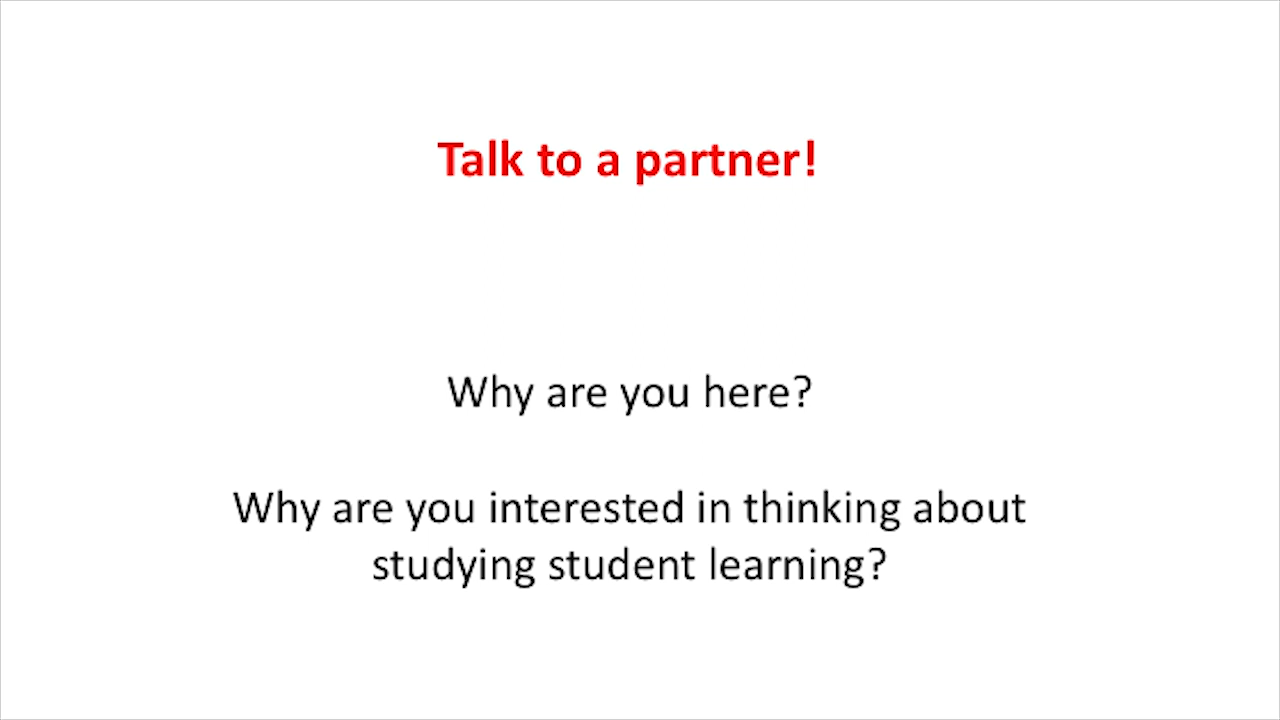 Talk to a partner!
Why are you here?
Why are you interested in thinking about
studying student learning?